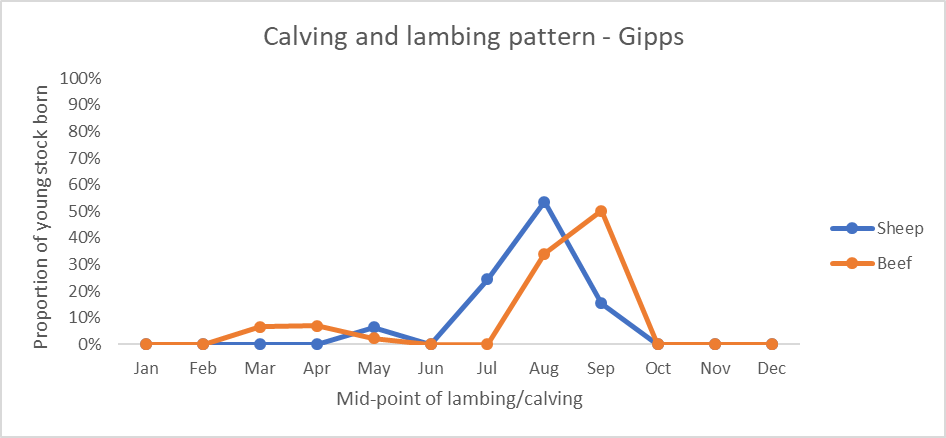 Calving and lambing pattern - Gipps
Proportion of young stock born
100%
90%
80%
70%
60%
50%
40%
30%
20%
10%
0%
Jan Feb Mar Apr May Jun Jul Aug Sep Oct Nov Dec
Mid-point of lambing/calving
Sheep
Beef